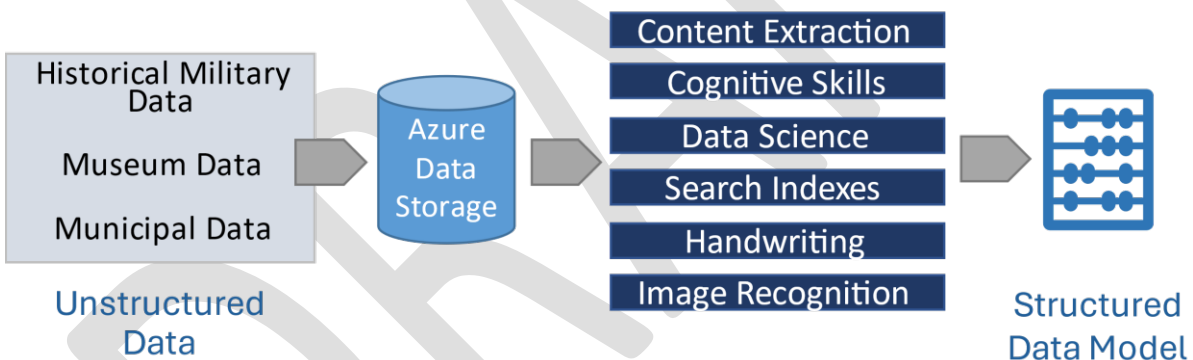 Historical Military
Data
Museum Data
Municipal Data
Unstructured
Data
Azure
Data
Storage
Content Extraction
Cognitive Skills
Data Science
Search Indexes
Handwriting
Image Recognition
Structured
Data Model